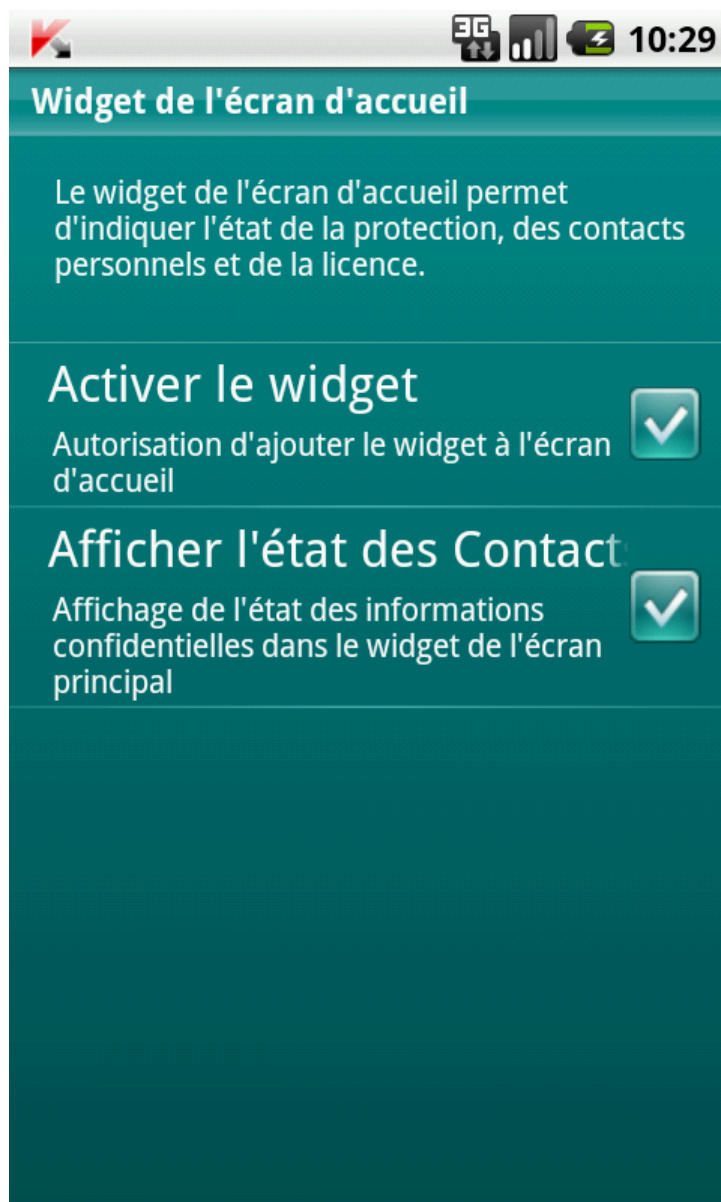 3G 10:29
Widget de l'écran d'accueil
Le widget de l'écran d'accueil permet
d'indiquer l'état de la protection, des contacts
personnels et de la licence.
Activer le widget
Autorisation d'ajouter le widget à l'écran
d'accueil
Afficher l'état des Contacts
Affichage de l'état des informations
confidentielles dans le widget de l'écran
principal